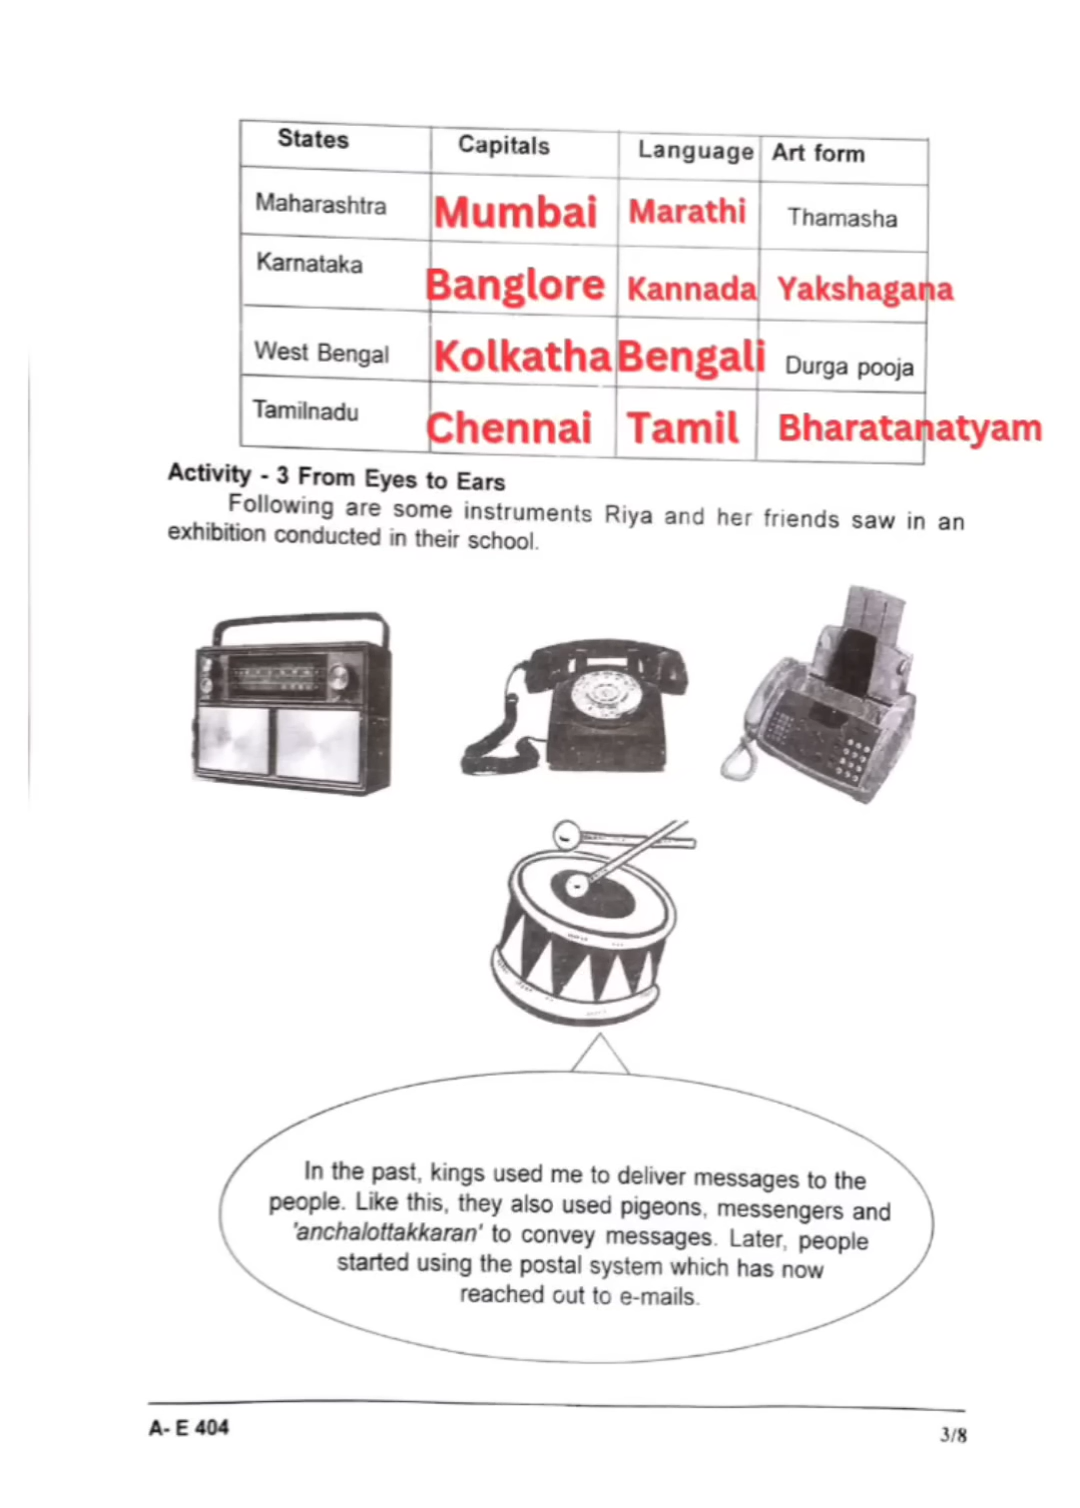 States Capitals Language Art form
Maharashtra Mumbai Marathi Thamasha
Karnataka Banglore Kannada Yakshagana
West Bengal Kolkatha Bengali Durga pooja
Tamilnadu Chennai Tamil Bharatanatyam
Activity - 3 From Eyes to Ears
Following are some instruments Riya and her friends saw in an
exhibition conducted in their school.
In the past, kings used me to deliver messages to the
people. Like this, they also used pigeons, messengers and
'anchalottakkaran' to convey messages. Later, people
started using the postal system which has now
reached out to e-mails.
A- E 404
3/8